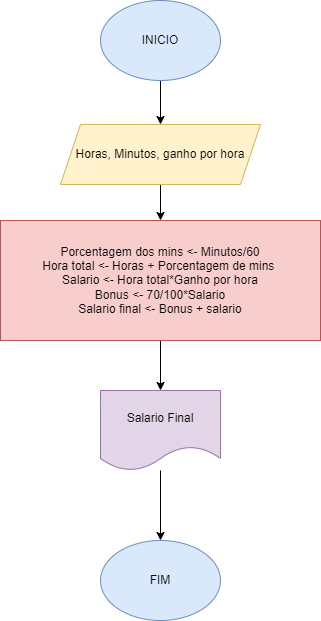 INICIO
Horas, Minutos, ganho por hora
Porcentagem dos mins <- Minutos/60
Hora total <- Horas + Porcentagem de mins
Salario <- Hora total*Ganho por hora
Bonus <- 70/100*Salario
Salario final <- Bonus + salario
Salario Final
FIM